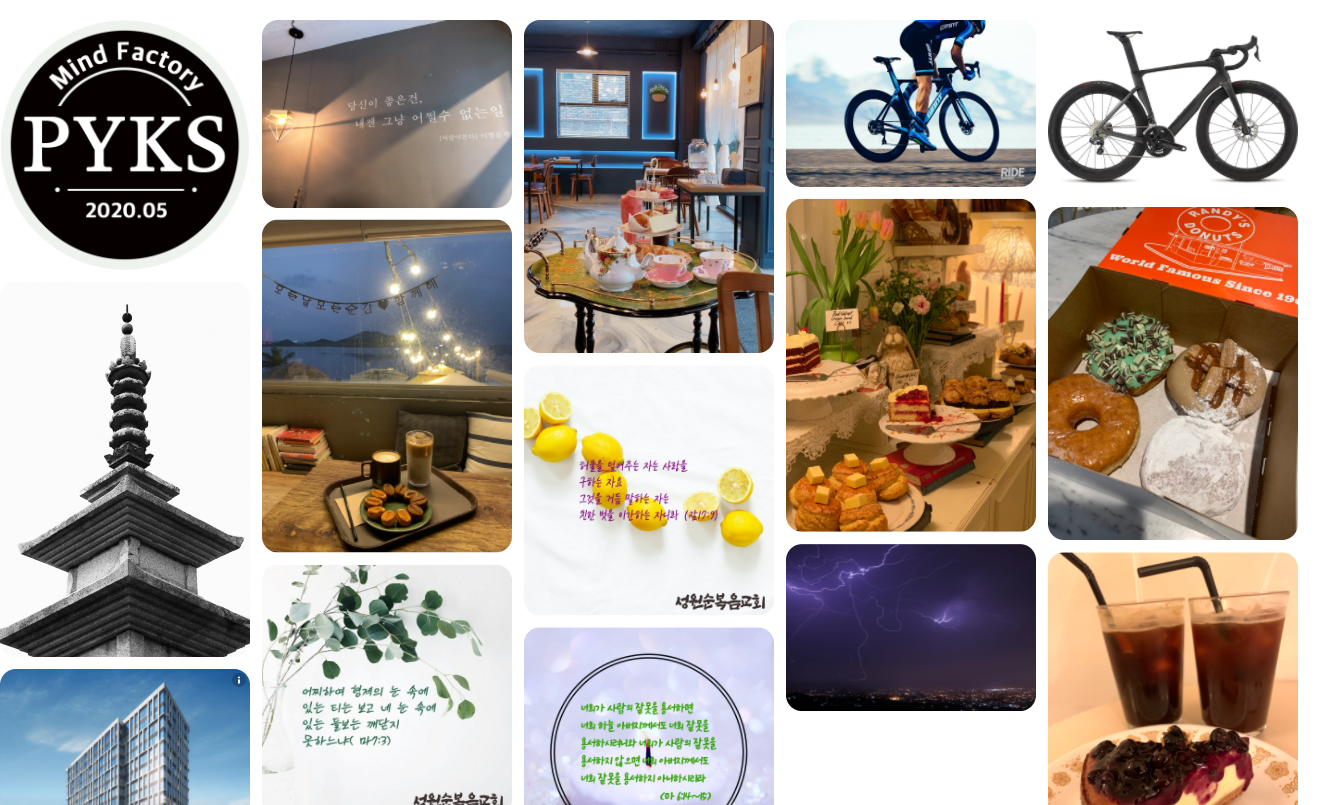 Mind Factory
PYKS
2020.05
당신이 좋은건,
내겐 그냥 어쩔수 없는일
모든날 모든순간 함께해
어찌하여 형제의 눈 속에
있는 티는 보고 네 눈 속에
있는 들보는 깨닫지
못하느냐( 마7:3)
성원순복음교회
허물을 덮어주는 자는 사랑을
구하는 자요
그것을 거듭 말하는 자는
친한 벗을 이간하는 자니라 (잠17:9)
성원순복음교회
너희가 사람의 잘못을 용서하면
너희 하늘 아버지께서도 너희 잘못을
용서하시려니와 너희가 사람의 잘못을
용서하지 않으면 너희 아버지께서도
너희 잘못을 용서하지 아니하시리라
(마 6:14~15)
RIDE
RANDY'S
DONUTS
World Famous Since